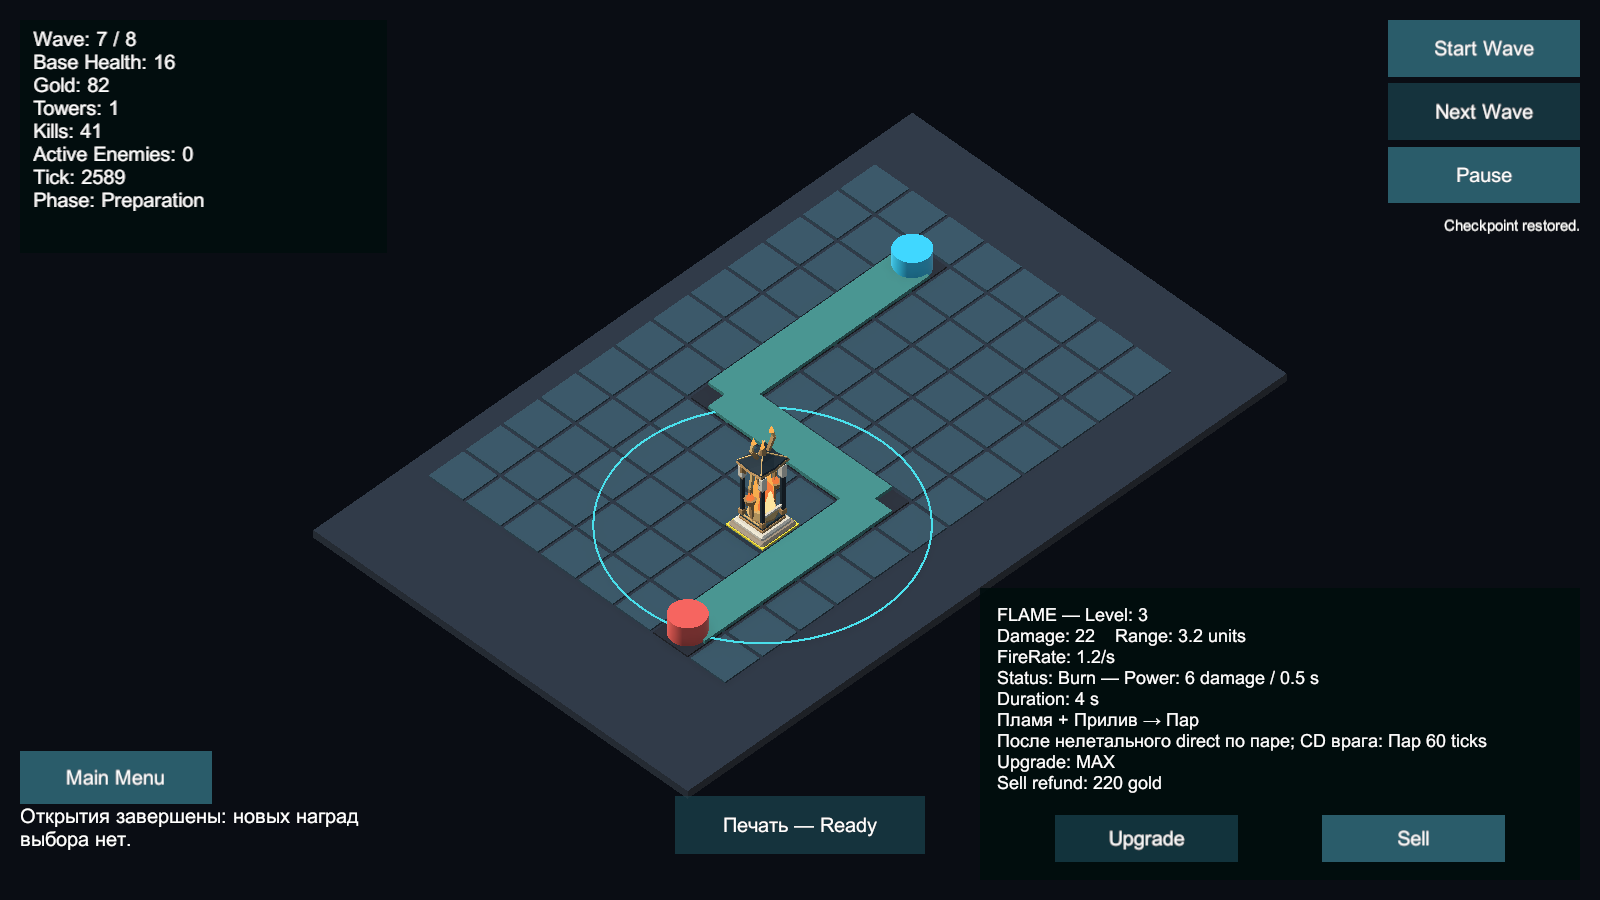 Wave: 7 / 8
Base Health: 16
Gold: 82
Towers: 1
Kills: 41
Active Enemies: 0
Tick: 2589
Phase: Preparation
Start Wave
Next Wave
Pause
Checkpoint restored.
FLAME — Level: 3
Damage: 22    Range: 3.2 units
FireRate: 1.2/s
Status: Burn — Power: 6 damage / 0.5 s
Duration: 4 s
Пламя + Прилив → Пар
После нелетального direct по паре; CD врага: Пар 60 ticks
Upgrade: MAX
Sell refund: 220 gold
Upgrade
Sell
Main Menu
Открытия завершены: новых наград
выбора нет.
Печать — Ready